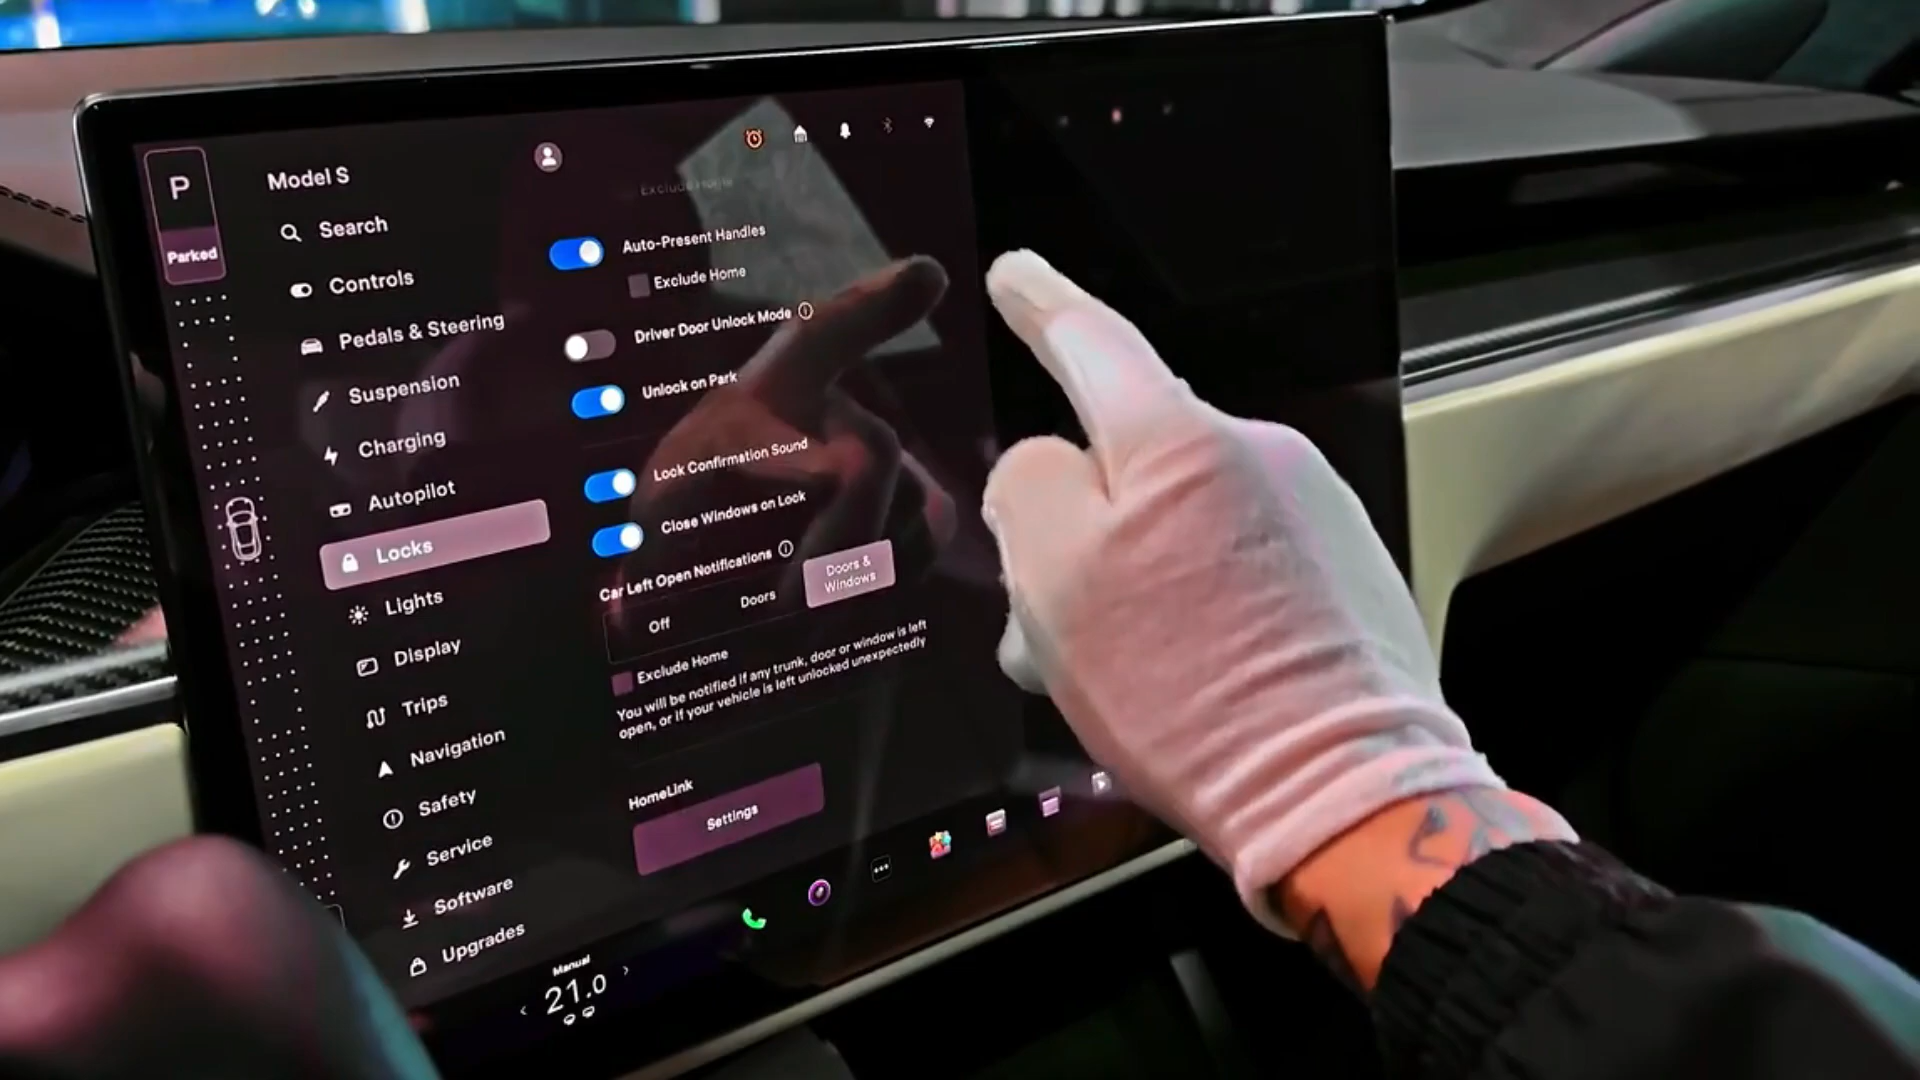 P
Parked
Model S
Search
Controls
Pedals & Steering
Suspension
Charging
Autopilot
Locks
Lights
Display
Trips
Navigation
Safety
Service
Software
Upgrades
Exclude Home
Auto-Present Handles
Exclude Home
Driver Door Unlock Mode
Unlock on Park
Lock Confirmation Sound
Close Windows on Lock
Car Left Open Notifications
Off
Doors
Doors &
Windows
Exclude Home
You will be notified if any trunk, door or window is left
open, or if your vehicle is left unlocked unexpectedly
HomeLink
Settings
Manual
21.0